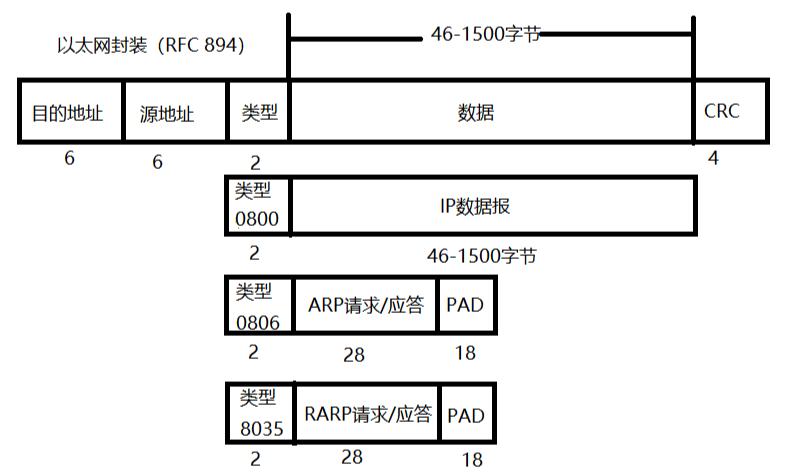 以太网封装（RFC 894）
46-1500字节
目的地址 源地址 类型 数据 CRC
6 6 2 4
类型
0800
IP数据报
2
46-1500字节
类型
0806
ARP请求/应答 PAD
2 28 18
类型
8035
RARP请求/应答 PAD
2 28 18